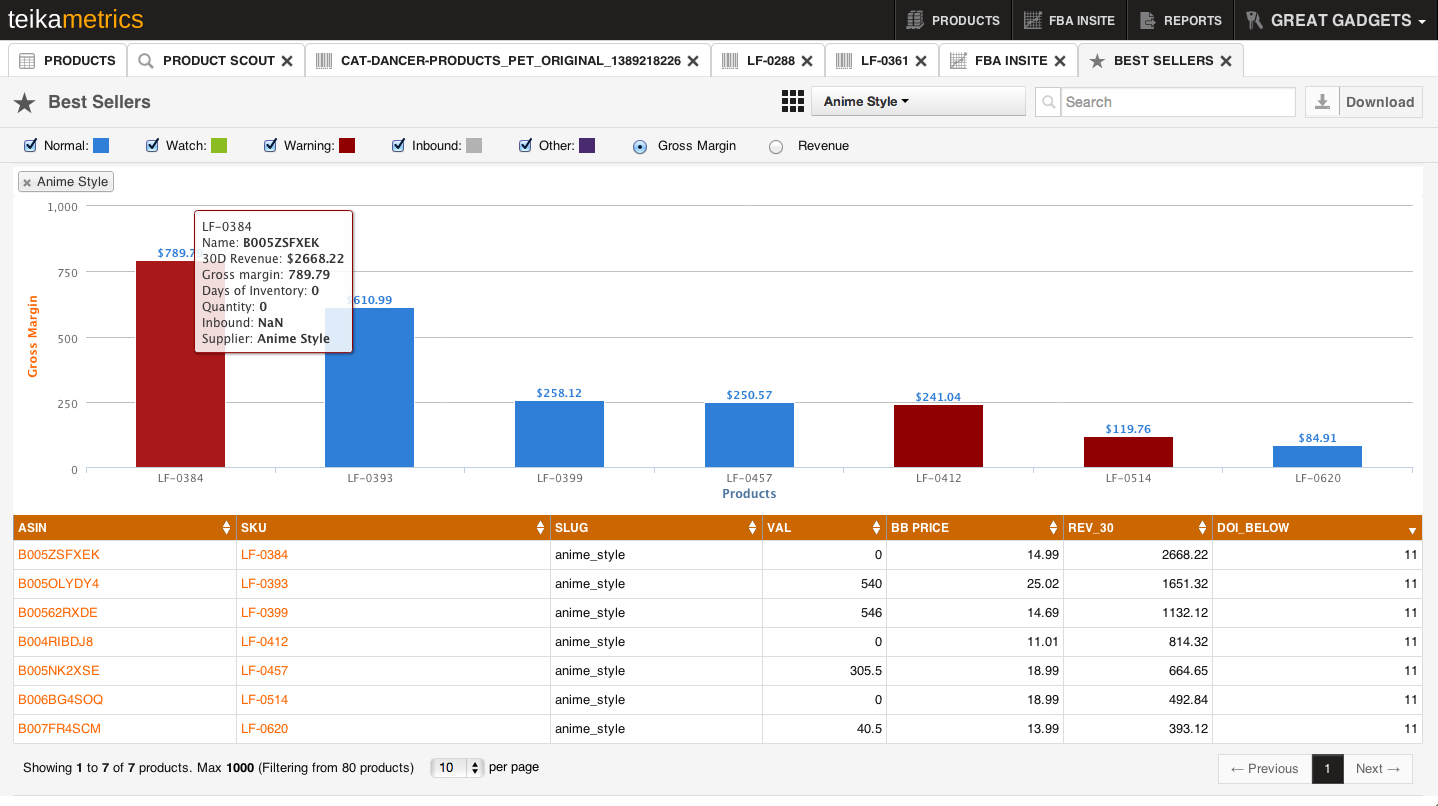 teikametrics PRODUCTS FBA INSITE REPORTS GREAT GADGETS
PRODUCTS PRODUCT SCOUT CAT-DANCER-PRODUCTS_PET_ORIGINAL_1389218226 LF-0288 LF-0361 FBA INSITE BEST SELLERS
Best Sellers Anime Style Search Download
Normal: Watch: Warning: Inbound: Other: Gross Margin Revenue
Anime Style
1,000
750
500
250
0
Gross Margin
LF-0384
Name: B005ZSFXEK
30D Revenue: $2668.22
Gross margin: 789.79
Days of Inventory: 0
Quantity: 0
Inbound: NaN
Supplier: Anime Style
$789.79
$610.99
$258.12
$250.57
$241.04
$119.76
$84.91
LF-0384 LF-0393 LF-0399 LF-0457 LF-0412 LF-0514 LF-0620
Products
ASIN SKU SLUG VAL BB PRICE REV_30 DOI_BELOW
B005ZSFXEK LF-0384 anime_style 0 14.99 2668.22 11
B005OLYDY4 LF-0393 anime_style 540 25.02 1651.32 11
B00562RXDE LF-0399 anime_style 546 14.69 1132.12 11
B004RIBDJ8 LF-0412 anime_style 0 11.01 814.32 11
B005NK2XSE LF-0457 anime_style 305.5 18.99 664.65 11
B006BG4SOQ LF-0514 anime_style 0 18.99 492.84 11
B007FR4SCM LF-0620 anime_style 40.5 13.99 393.12 11
Showing 1 to 7 of 7 products. Max 1000 (Filtering from 80 products) 10 per page ← Previous 1 Next →